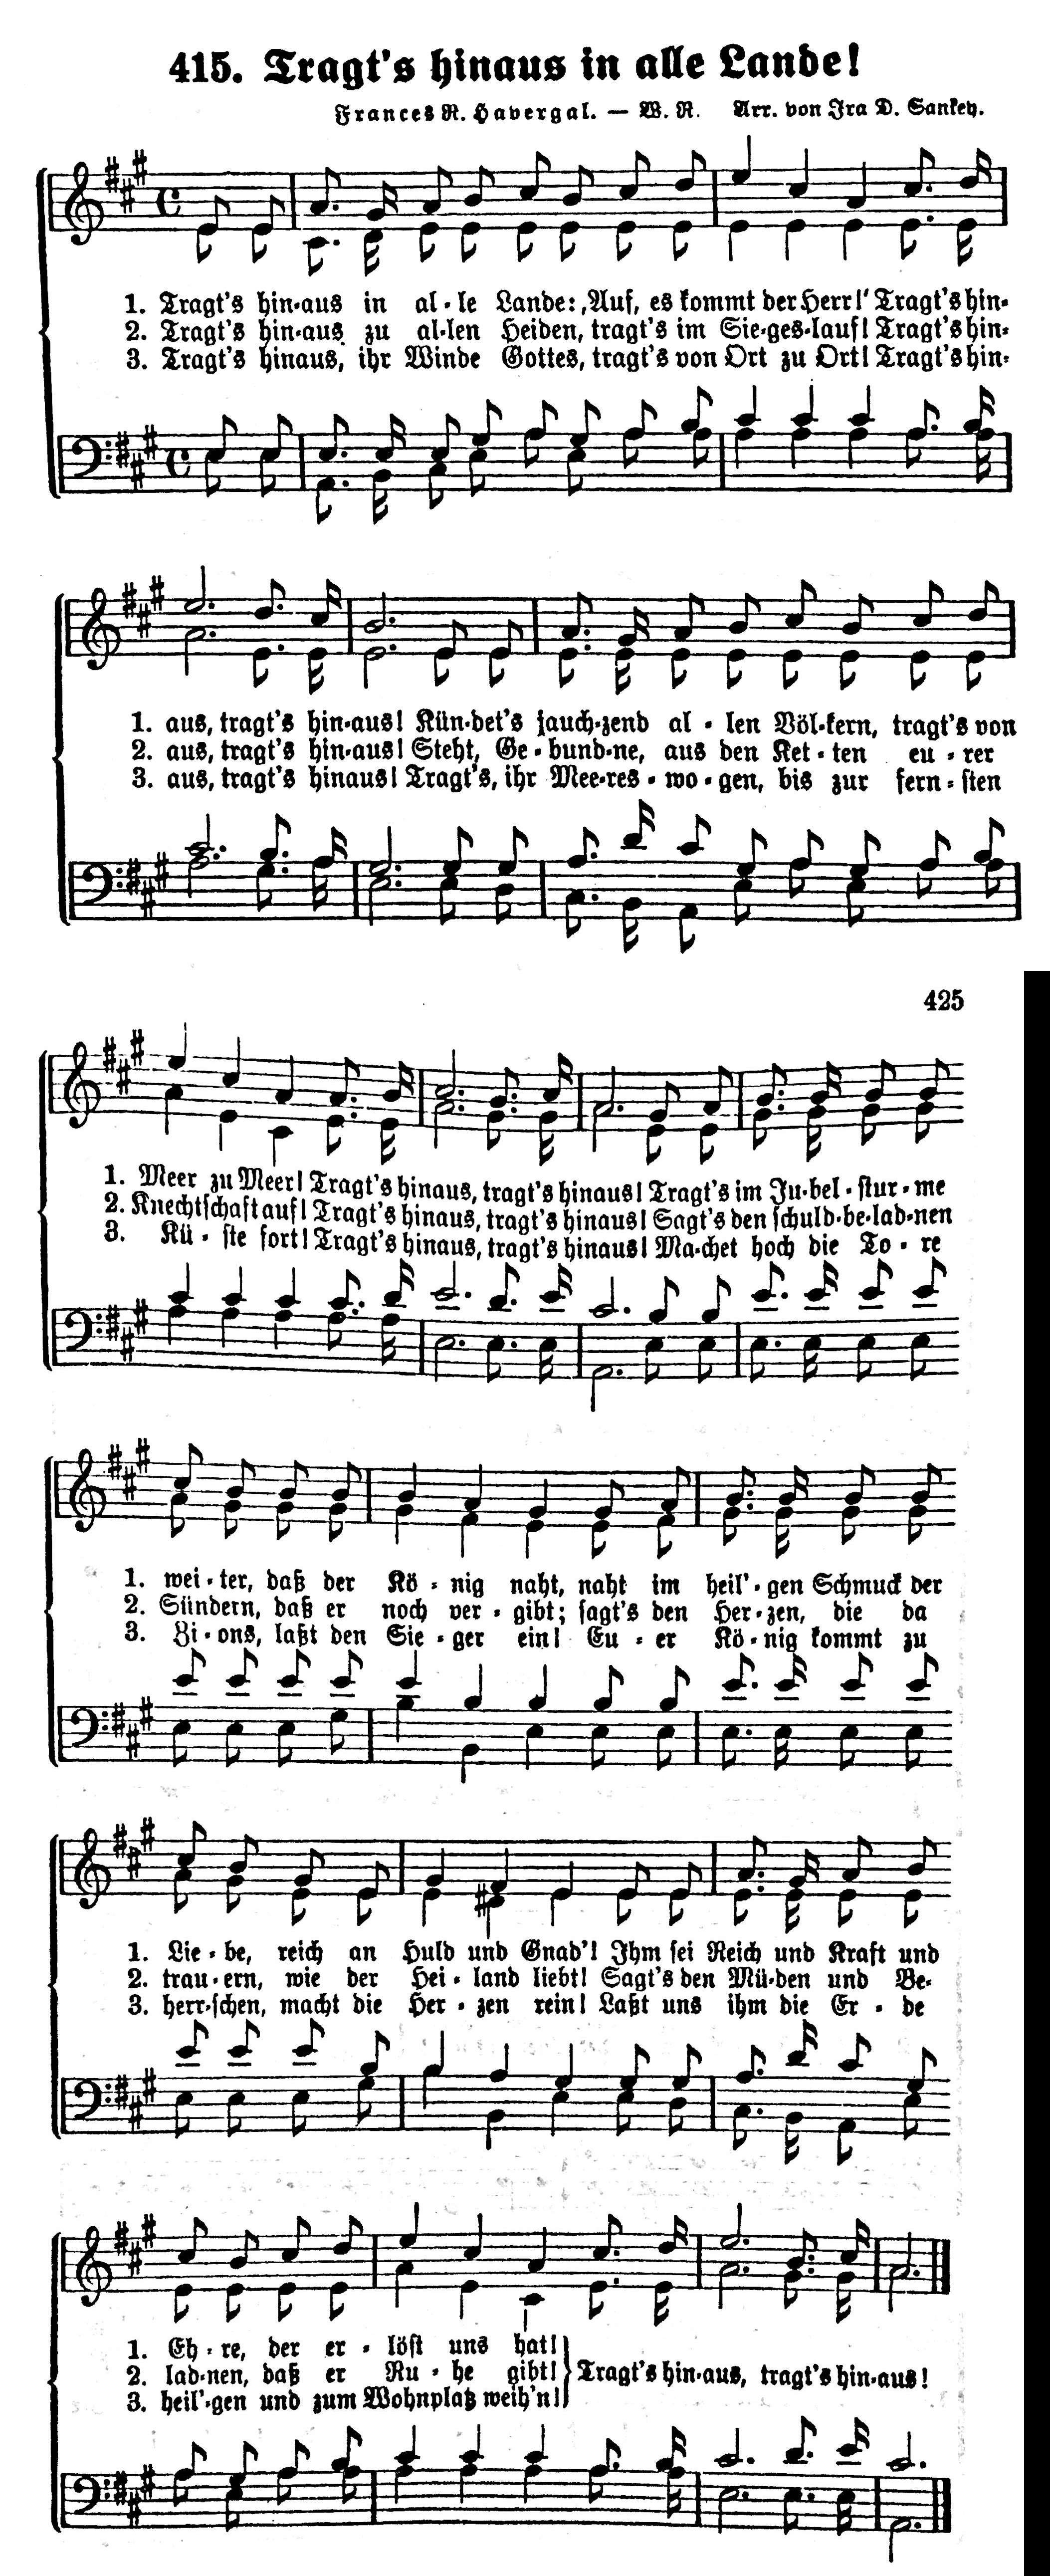 415. Tragt's hinaus in alle Lande!
Frances R. Havergal. — W. R. Arr. von Ira D. Sankey.
1. Tragt's hin-aus in al-le Lande: ‚Auf, es kommt der Herr!' Tragt's hin-
2. Tragt's hin-aus zu al-len Heiden, tragt's im Sie-ges-lauf! Tragt's hin-
3. Tragt's hinaus, ihr Winde Gottes, tragt's von Ort zu Ort! Tragt's hin-
1. aus, tragt's hin-aus! Kün-det's jauch-zend al-len Völ-kern, tragt's von
2. aus, tragt's hin-aus! Steht, Ge-bund-ne, aus den Ket-ten eu-rer
3. aus, tragt's hinaus! Tragt's, ihr Mee-res-wo-gen, bis zur fern-sten
425
1. Meer zu Meer! Tragt's hinaus, tragt's hinaus! Tragt's im Ju-bel-stur-me
2. Knechtschaft auf! Tragt's hinaus, tragt's hinaus! Sagt's den schuld-be-lad-nen
3. Kü-ste fort! Tragt's hinaus, tragt's hinaus! Ma-chet hoch die To-re
1. wei-ter, daß der Kö-nig naht, naht im heil'-gen Schmuck der
2. Sündern, daß er noch ver-gibt; sagt's den Her-zen, die da
3. Zi-ons, laßt den Sie-ger ein! Eu-er Kö-nig kommt zu
1. Lie-be, reich an Huld und Gnad'! Ihm sei Reich und Kraft und
2. trau-ern, wie der Hei-land liebt! Sagt's den Mü-den und Be-
3. herr-schen, macht die Her-zen rein! Laßt uns ihm die Er-de
1. Eh-re, der er-löst uns hat!
2. lad-nen, daß er Ru-he gibt! Tragt's hin-aus, tragt's hin-aus!
3. heil'-gen und zum Wohnplatz weih'n!